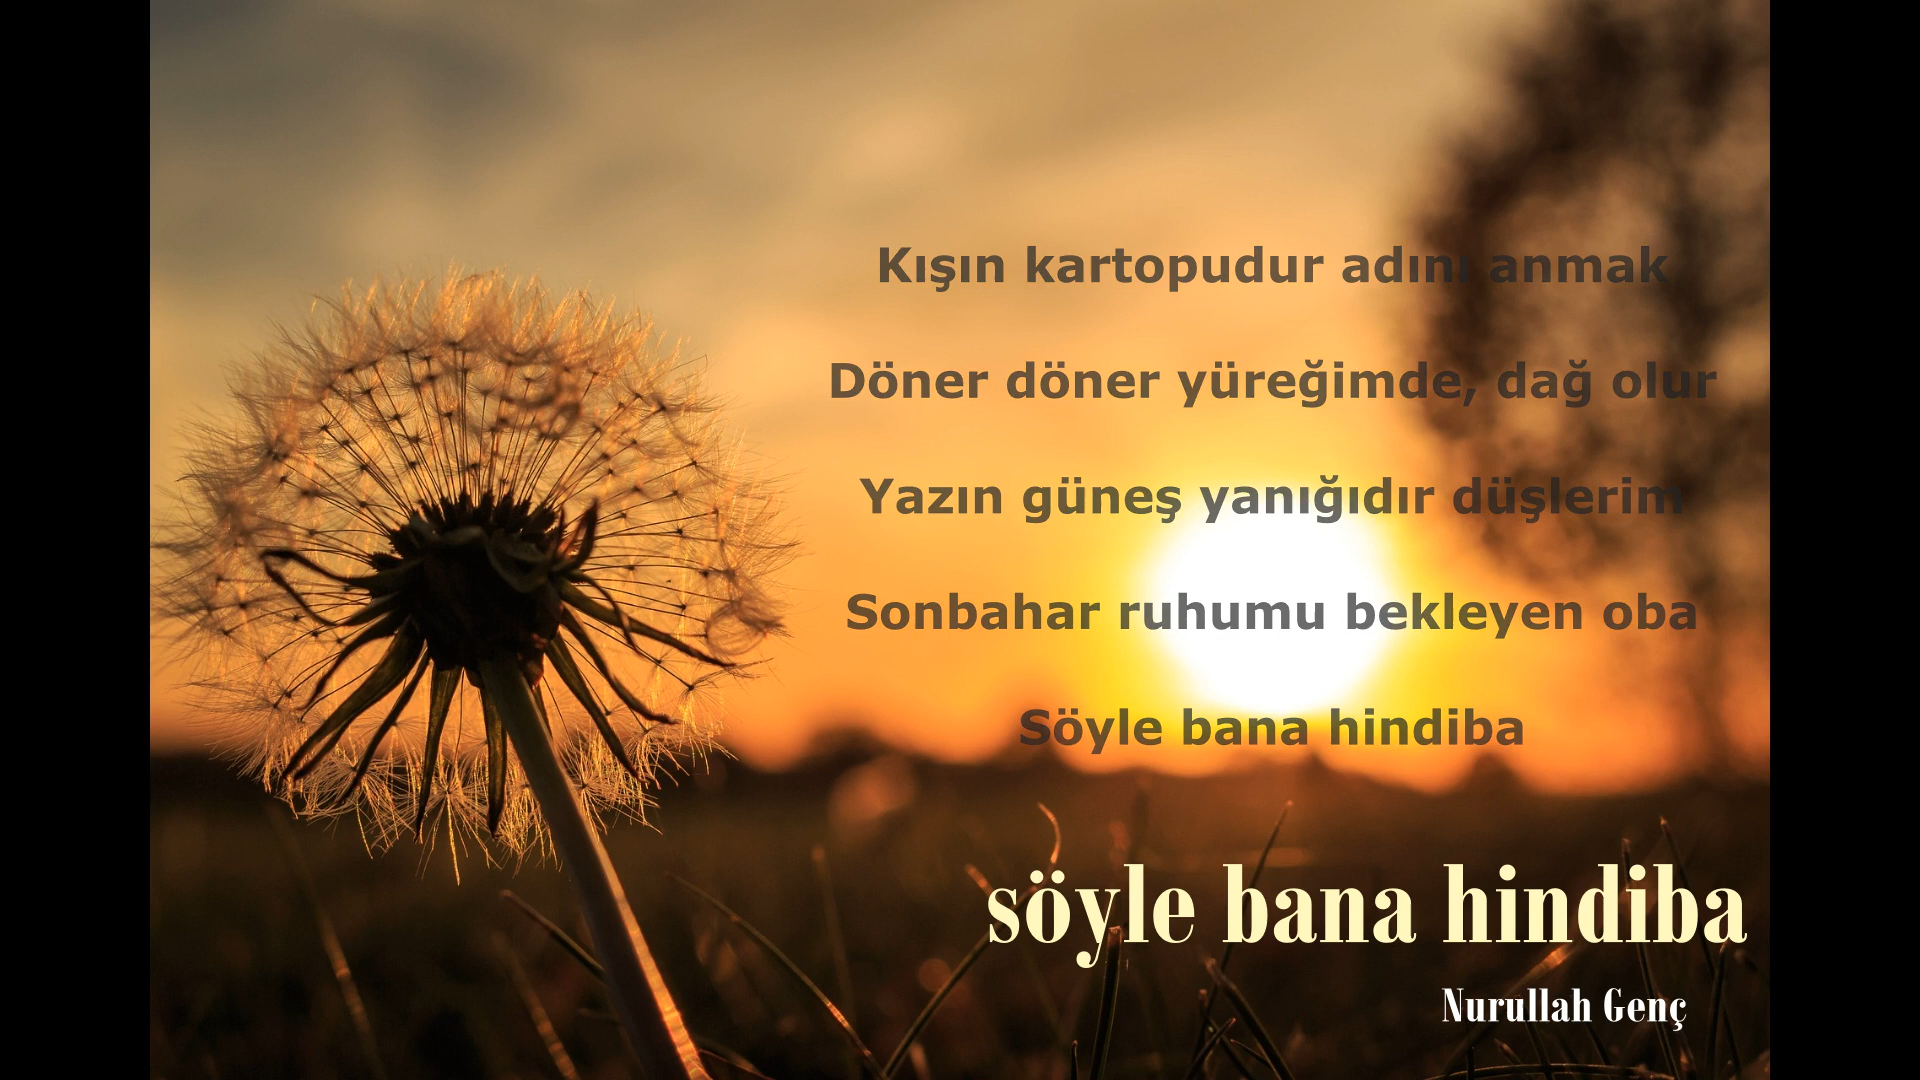 Kışın kartopudur adını anmak
Döner döner yüreğimde, dağ olur
Yazın güneş yanığıdır düşlerim
Sonbahar ruhumu bekleyen oba
Söyle bana hindiba
söyle bana hindiba
Nurullah Genç